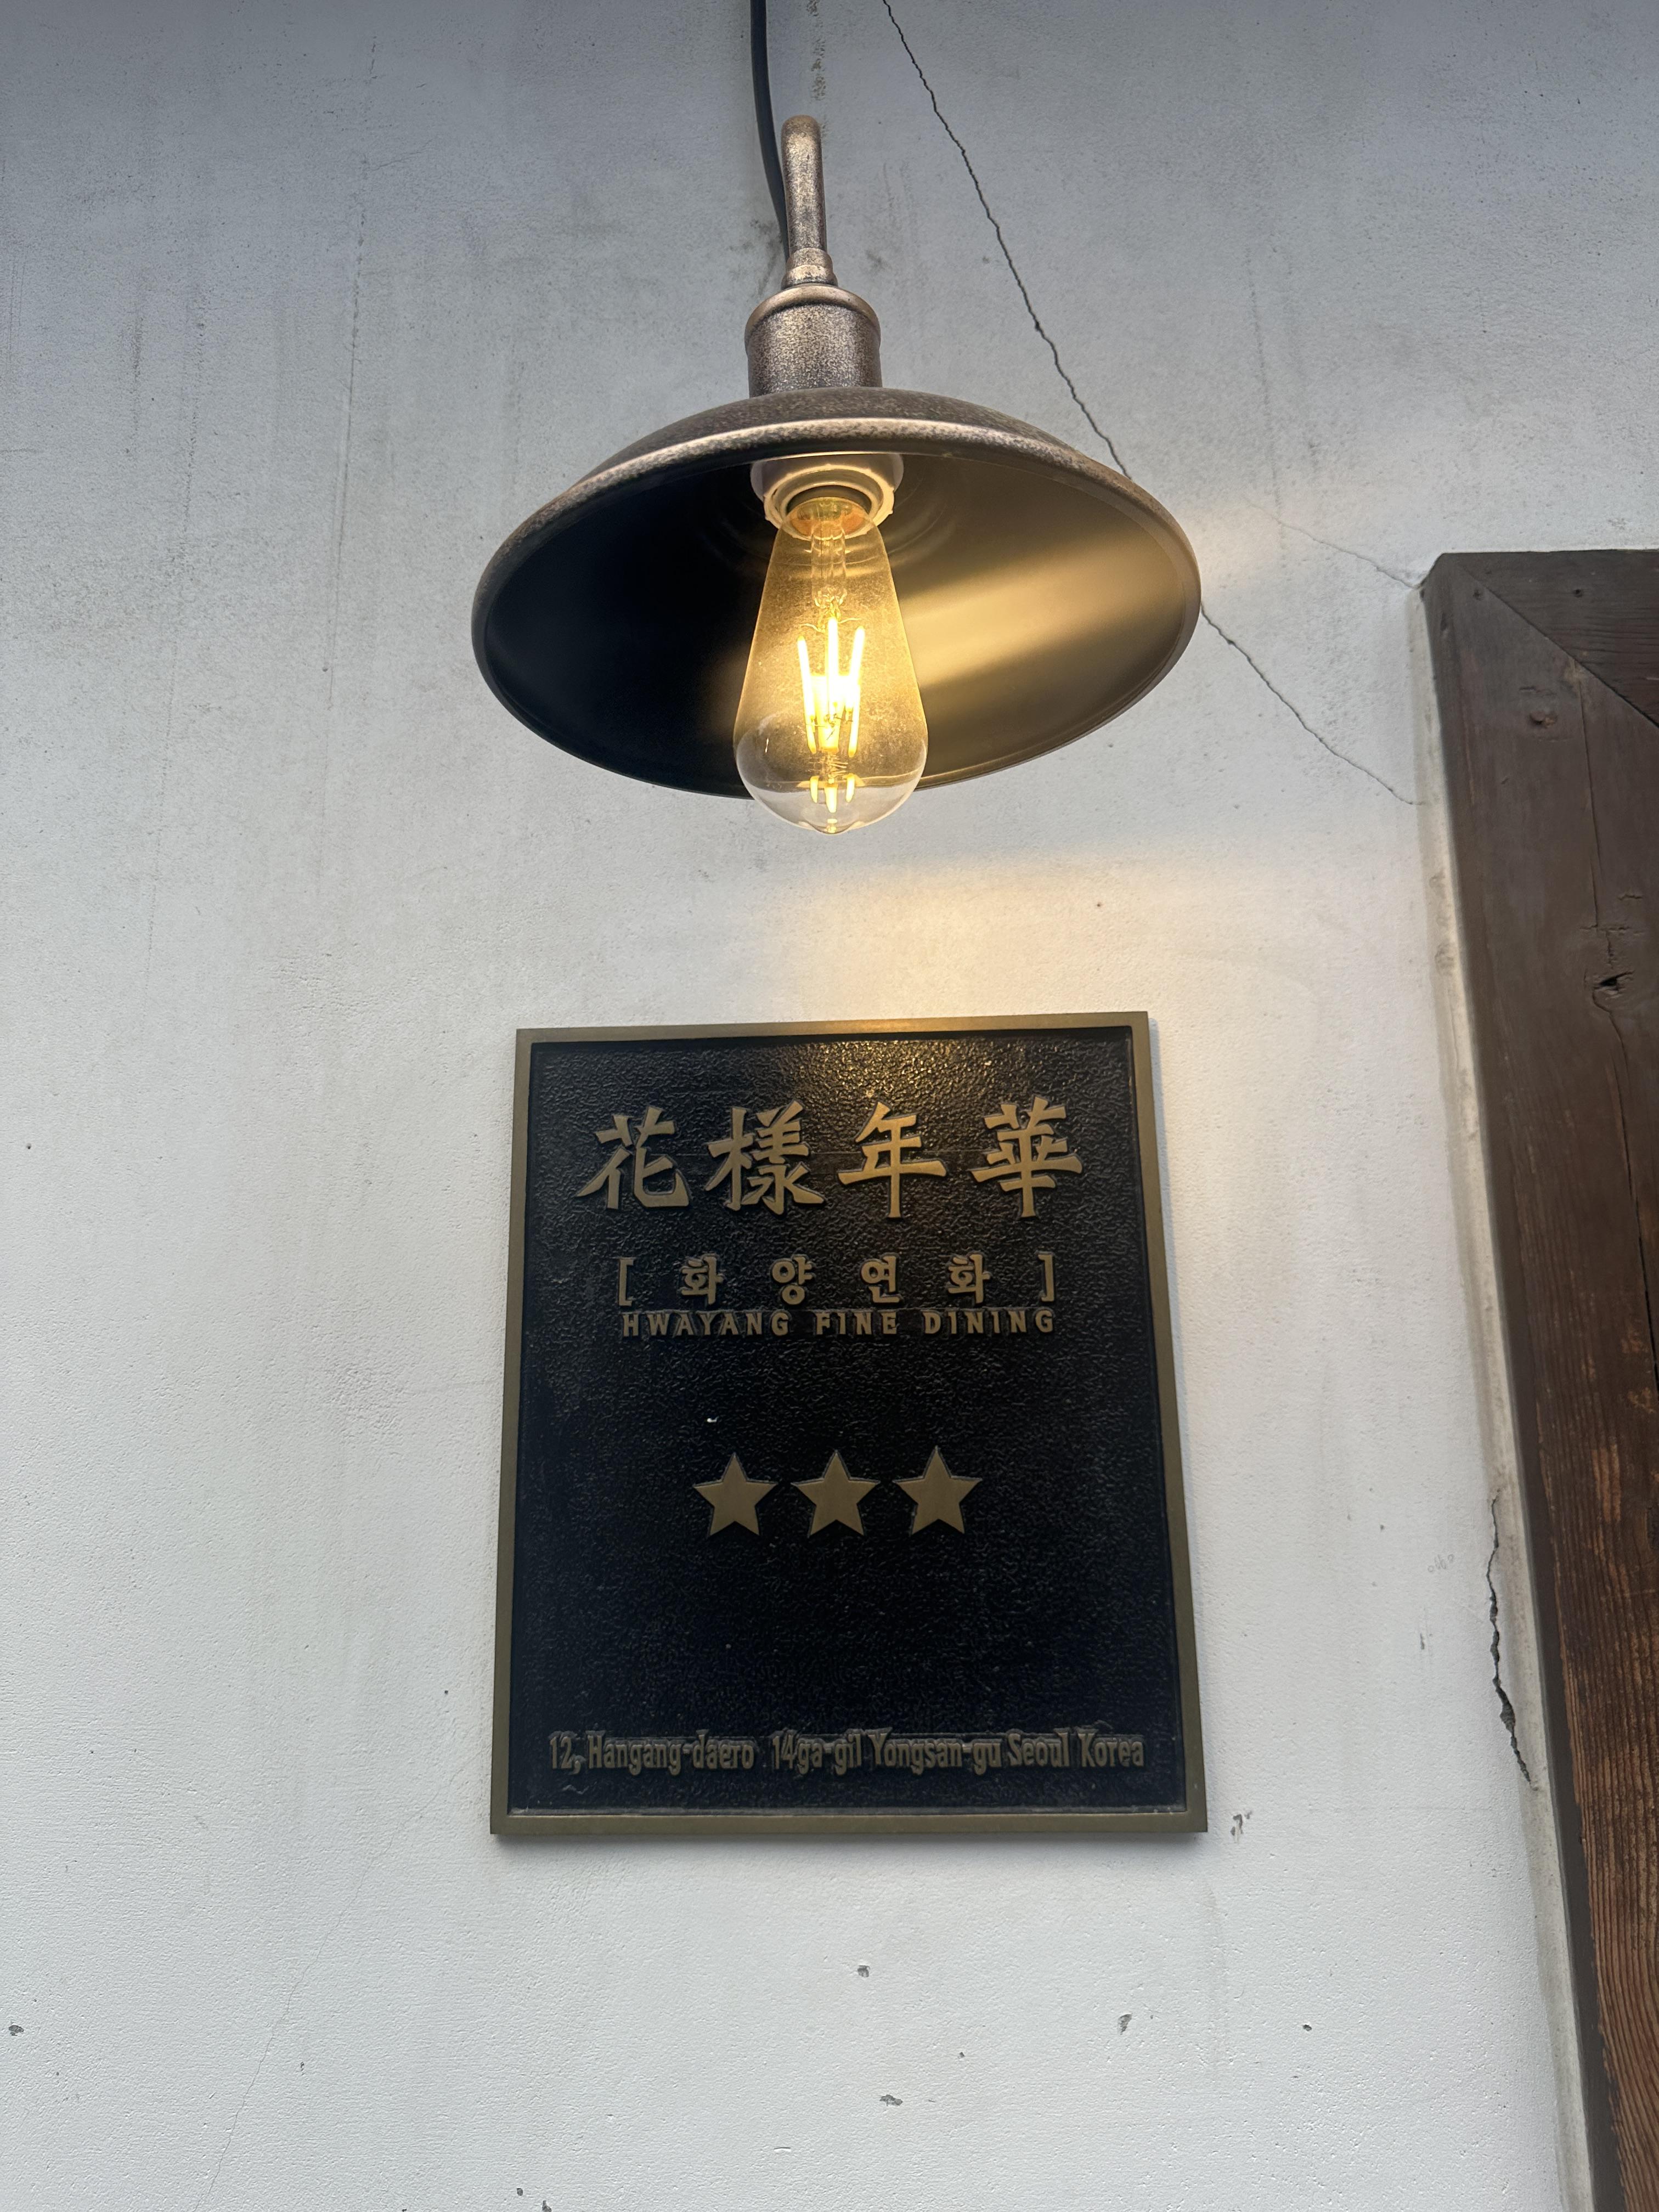 花樣年華
[ 화 양 연 화 ]
HWAYANG FINE DINING
12, Hangang-daero 14ga-gil Yongsan-gu Seoul Korea